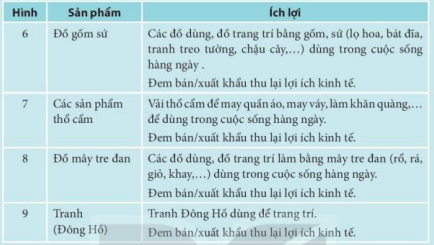 Hình Sản phẩm Ích lợi
6 Đồ gốm sứ Các đồ dùng, đồ trang trí bằng gốm, sứ (lọ hoa, bát đĩa,
tranh treo tường, chậu cây,…) dùng trong cuộc sống
hàng ngày .
Đem bán/xuất khẩu thu lại lợi ích kinh tế.
7 Các sản phẩm Vải thổ cẩm để may quần áo, may váy, làm khăn quàng,…
thổ cẩm để dùng trong cuộc sống hàng ngày.
Đem bán/xuất khẩu thu lại lợi ích kinh tế.
8 Đồ mây tre đan Các đồ dùng, đồ trang trí làm bằng mây tre đan (rổ, rá,
giỏ, khay,…) dùng trong cuộc sống hàng ngày.
Đem bán/xuất khẩu thu lại lợi ích kinh tế.
9 Tranh Tranh Đông Hồ dùng để trang trí.
(Đông Hồ) Đem bán/xuất khẩu thu lại lợi ích kinh tế.